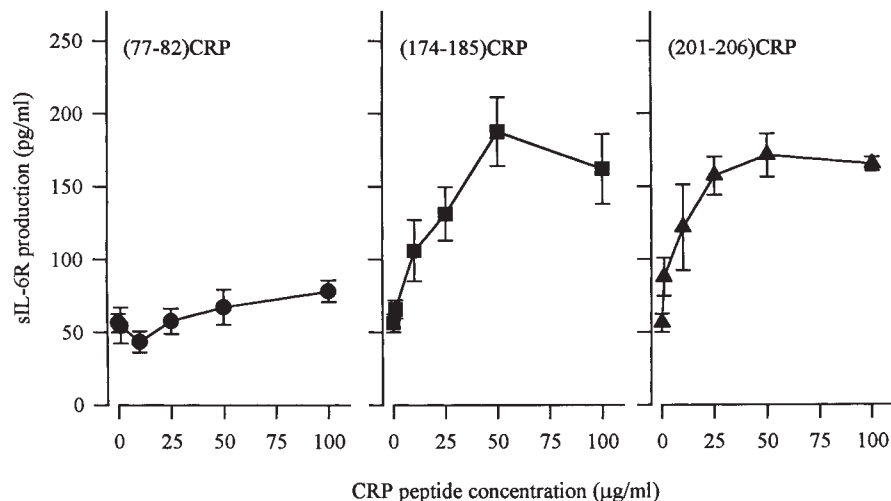 (77-82)CRP
(174-185)CRP
(201-206)CRP
sIL-6R production (pg/ml)
250
200
150
100
50
0
0 25 50 75 100
0 25 50 75 100
0 25 50 75 100
CRP peptide concentration (μg/ml)